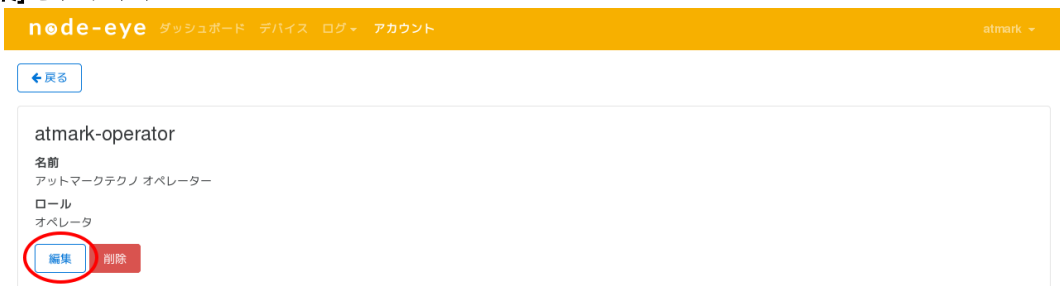 node-eye ダッシュボード デバイス ログ アカウント atmark
戻る
atmark-operator
名前
アットマークテクノ オペレーター
ロール
オペレータ
編集 削除